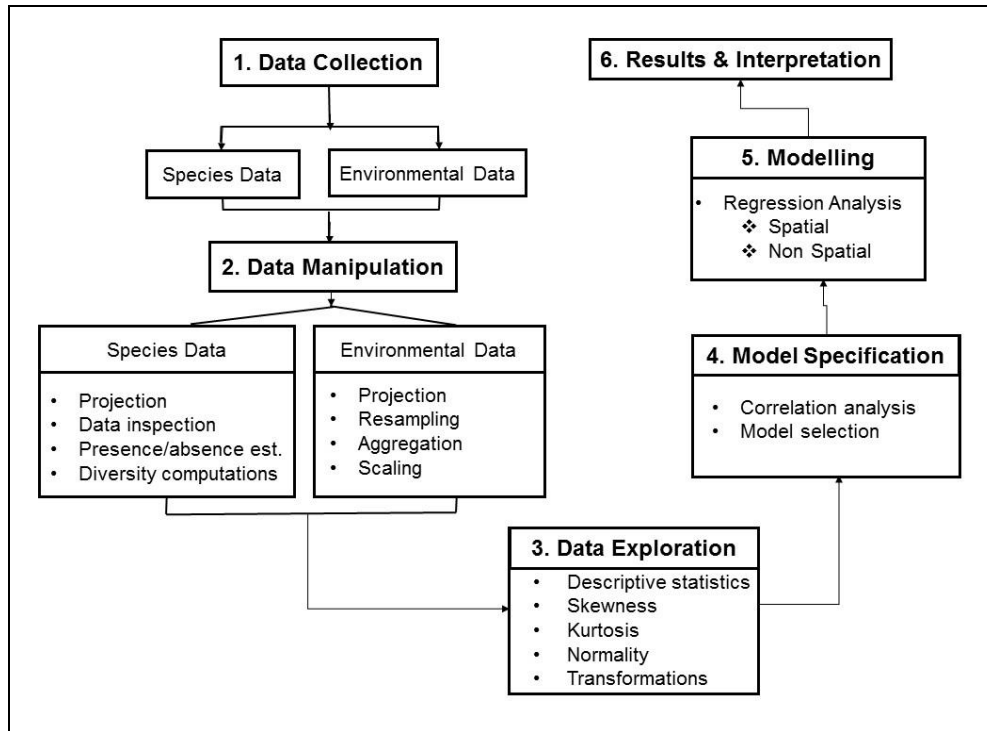 1. Data Collection
Species Data
Environmental Data
2. Data Manipulation
Species Data
• Projection
• Data inspection
• Presence/absence est.
• Diversity computations
Environmental Data
• Projection
• Resampling
• Aggregation
• Scaling
3. Data Exploration
• Descriptive statistics
• Skewness
• Kurtosis
• Normality
• Transformations
4. Model Specification
• Correlation analysis
• Model selection
5. Modelling
• Regression Analysis
❖ Spatial
❖ Non Spatial
6. Results & Interpretation